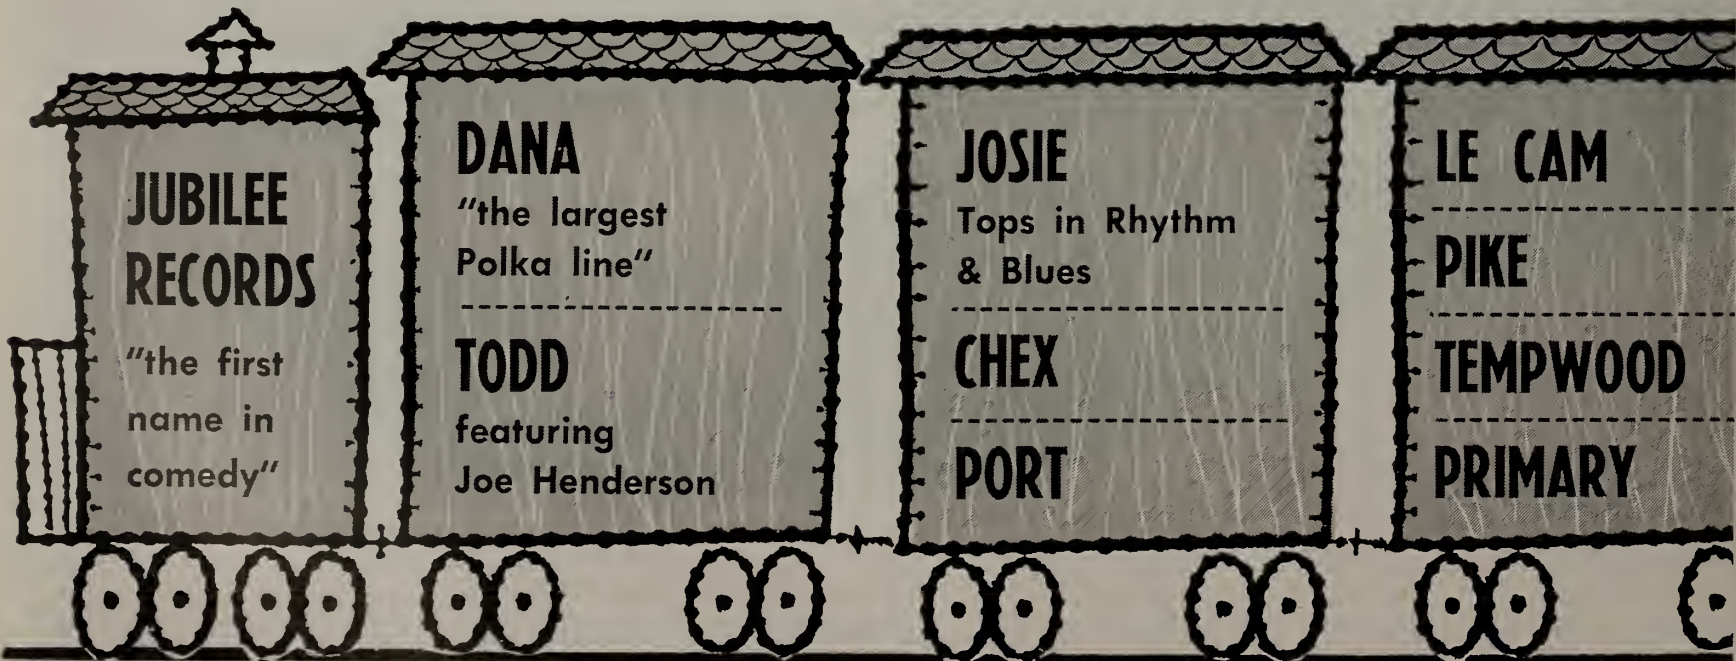 JUBILEE
RECORDS
"the first
name in
comedy"
DANA
"the largest
Polka line"
TODD
featuring
Joe Henderson
JOSIE
Tops in Rhythm
& Blues
CHEX
PORT
LE CAM
PIKE
TEMPWOOD
PRIMARY